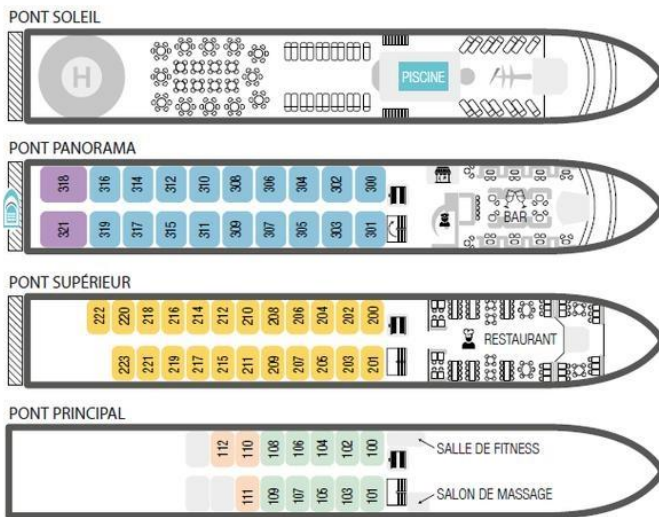 PONT SOLEIL
H
PISCINE
PONT PANORAMA
318 316 314 312 310 308 306 304 302 300
BAR
321 319 317 315 311 309 307 305 303 301
PONT SUPÉRIEUR
222 220 218 216 214 212 210 208 206 204 202 200
RESTAURANT
223 221 219 217 215 211 209 207 205 203 201
PONT PRINCIPAL
112 110 108 106 104 102 100
SALLE DE FITNESS
111 109 107 105 103 101
SALON DE MASSAGE